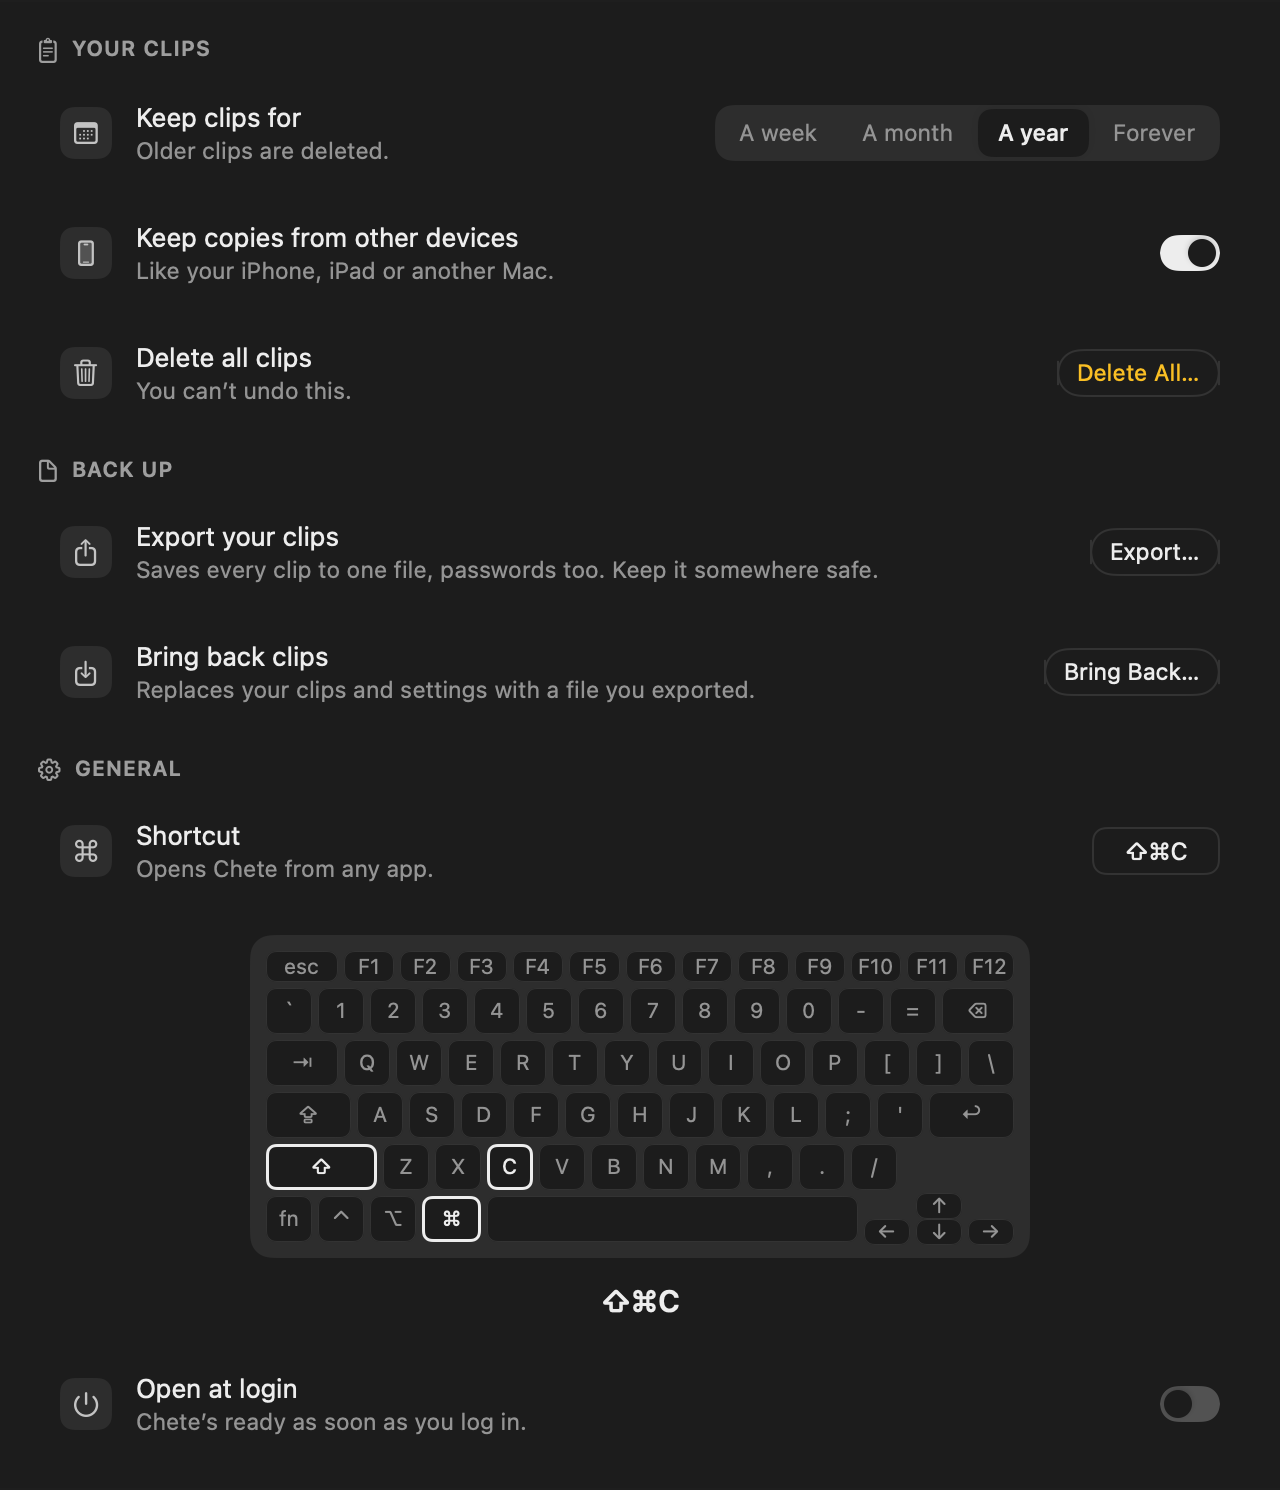 YOUR CLIPS
Keep clips for
Older clips are deleted.
A week A month A year Forever
Keep copies from other devices
Like your iPhone, iPad or another Mac.
Delete all clips
You can’t undo this.
Delete All...
BACK UP
Export your clips
Saves every clip to one file, passwords too. Keep it somewhere safe.
Export...
Bring back clips
Replaces your clips and settings with a file you exported.
Bring Back...
GENERAL
Shortcut
Opens Chete from any app.
⇧⌘C
esc F1 F2 F3 F4 F5 F6 F7 F8 F9 F10 F11 F12
` 1 2 3 4 5 6 7 8 9 0 - = ⌫
⇥ Q W E R T Y U I O P [ ] \
⇪ A S D F G H J K L ; ' ↩
⇧ Z X C V B N M , . /
fn ^ ⌥ ⌘ ← ↑ ↓ →
⇧⌘C
Open at login
Chete’s ready as soon as you log in.